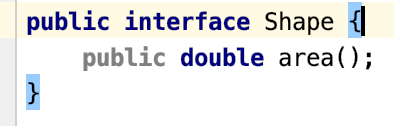 public interface Shape {
    public double area();
}